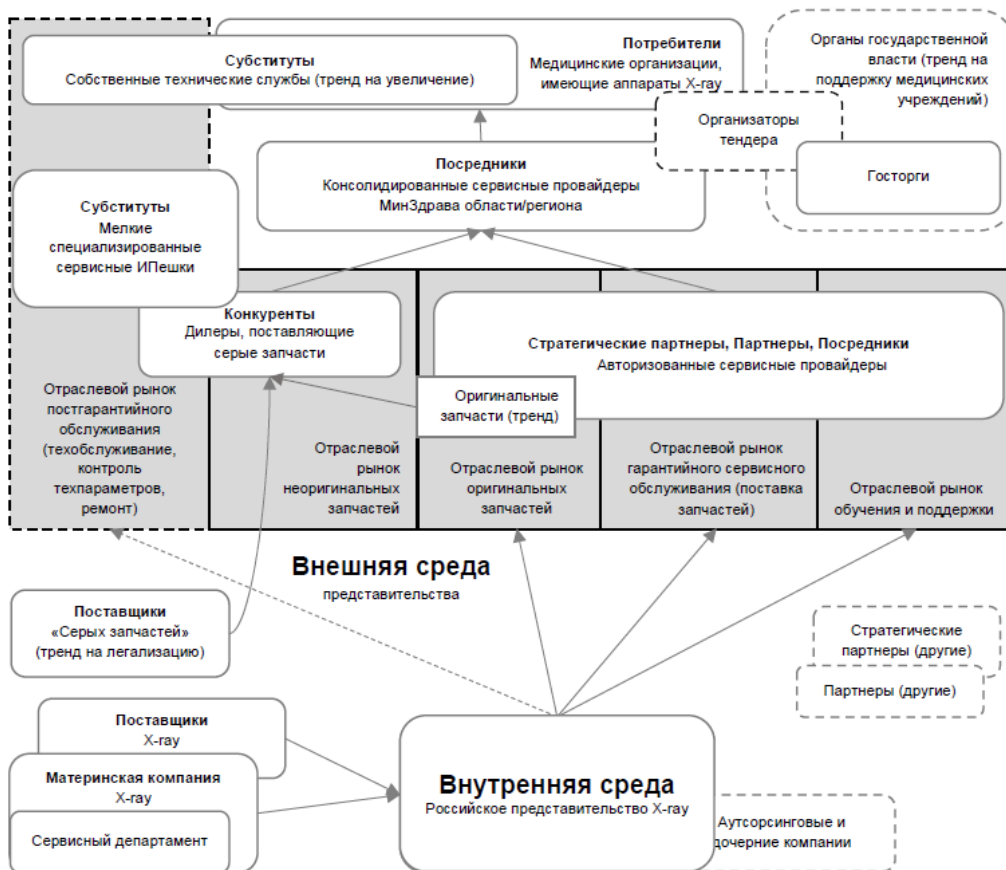 Субституты
Собственные технические службы (тренд на увеличение)
Потребители
Медицинские организации,
имеющие аппараты X-ray
Органы государственной
власти (тренд на
поддержку медицинских
учреждений)
Организаторы
тендера
Госторги
Посредники
Консолидированные сервисные провайдеры
МинЗдрава области/региона
Субституты
Мелкие
специализированные
сервисные ИПешки
Конкуренты
Дилеры, поставляющие
серые запчасти
Стратегические партнеры, Партнеры, Посредники
Авторизованные сервисные провайдеры
Оригинальные
запчасти (тренд)
Отраслевой рынок
постгарантийного
обслуживания
(техобслуживание,
контроль
техпараметров,
ремонт)
Отраслевой
рынок
неоригинальных
запчастей
Отраслевой рынок
оригинальных
запчастей
Отраслевой рынок
гарантийного сервисного
обслуживания (поставка
запчастей)
Отраслевой рынок
обучения и поддержки
Внешняя среда
представительства
Поставщики
«Серых запчастей»
(тренд на легализацию)
Стратегические
партнеры (другие)
Партнеры (другие)
Поставщики
X-ray
Материнская компания
X-ray
Сервисный департамент
Внутренняя среда
Российское представительство X-ray
Аутсорсинговые и
дочерние компании